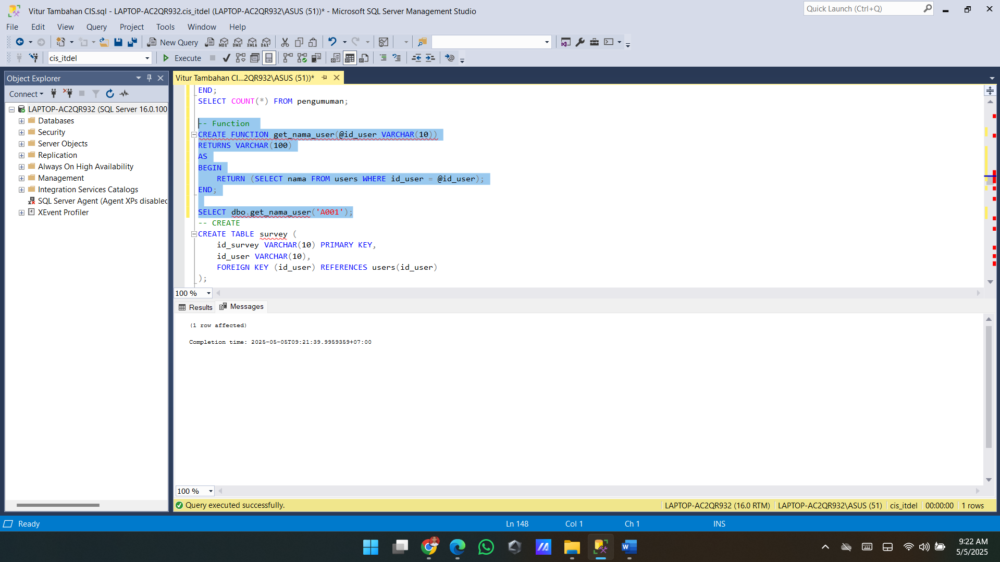 Vitur Tambahan CIS.sql - LAPTOP-AC2QR932.cis_itdel (LAPTOP-AC2QR932\ASUS (51))* - Microsoft SQL Server Management Studio
Quick Launch (Ctrl+Q)
File Edit View Query Project Tools Window Help
New Query MDX DMX XMLA DAX
cis_itdel Execute
Object Explorer
Vitur Tambahan CI...2QR932\ASUS (51))*
Connect
LAPTOP-AC2QR932 (SQL Server 16.0.100
Databases
Security
Server Objects
Replication
Always On High Availability
Management
Integration Services Catalogs
SQL Server Agent (Agent XPs disabled
XEvent Profiler
END;
SELECT COUNT(*) FROM pengumuman;
-- Function
CREATE FUNCTION get_nama_user(@id_user VARCHAR(10))
RETURNS VARCHAR(100)
AS
BEGIN
RETURN (SELECT nama FROM users WHERE id_user = @id_user);
END;
SELECT dbo.get_nama_user('A001');
-- CREATE
CREATE TABLE survey (
id_survey VARCHAR(10) PRIMARY KEY,
id_user VARCHAR(10),
FOREIGN KEY (id_user) REFERENCES users(id_user)
);
100 %
Results Messages
(1 row affected)
Completion time: 2025-05-05T09:21:39.9959359+07:00
100 %
Query executed successfully. LAPTOP-AC2QR932 (16.0 RTM) LAPTOP-AC2QR932\ASUS (51) cis_itdel 00:00:00 1 rows
Ready Ln 148 Col 1 Ch 1 INS
9:22 AM
5/5/2025